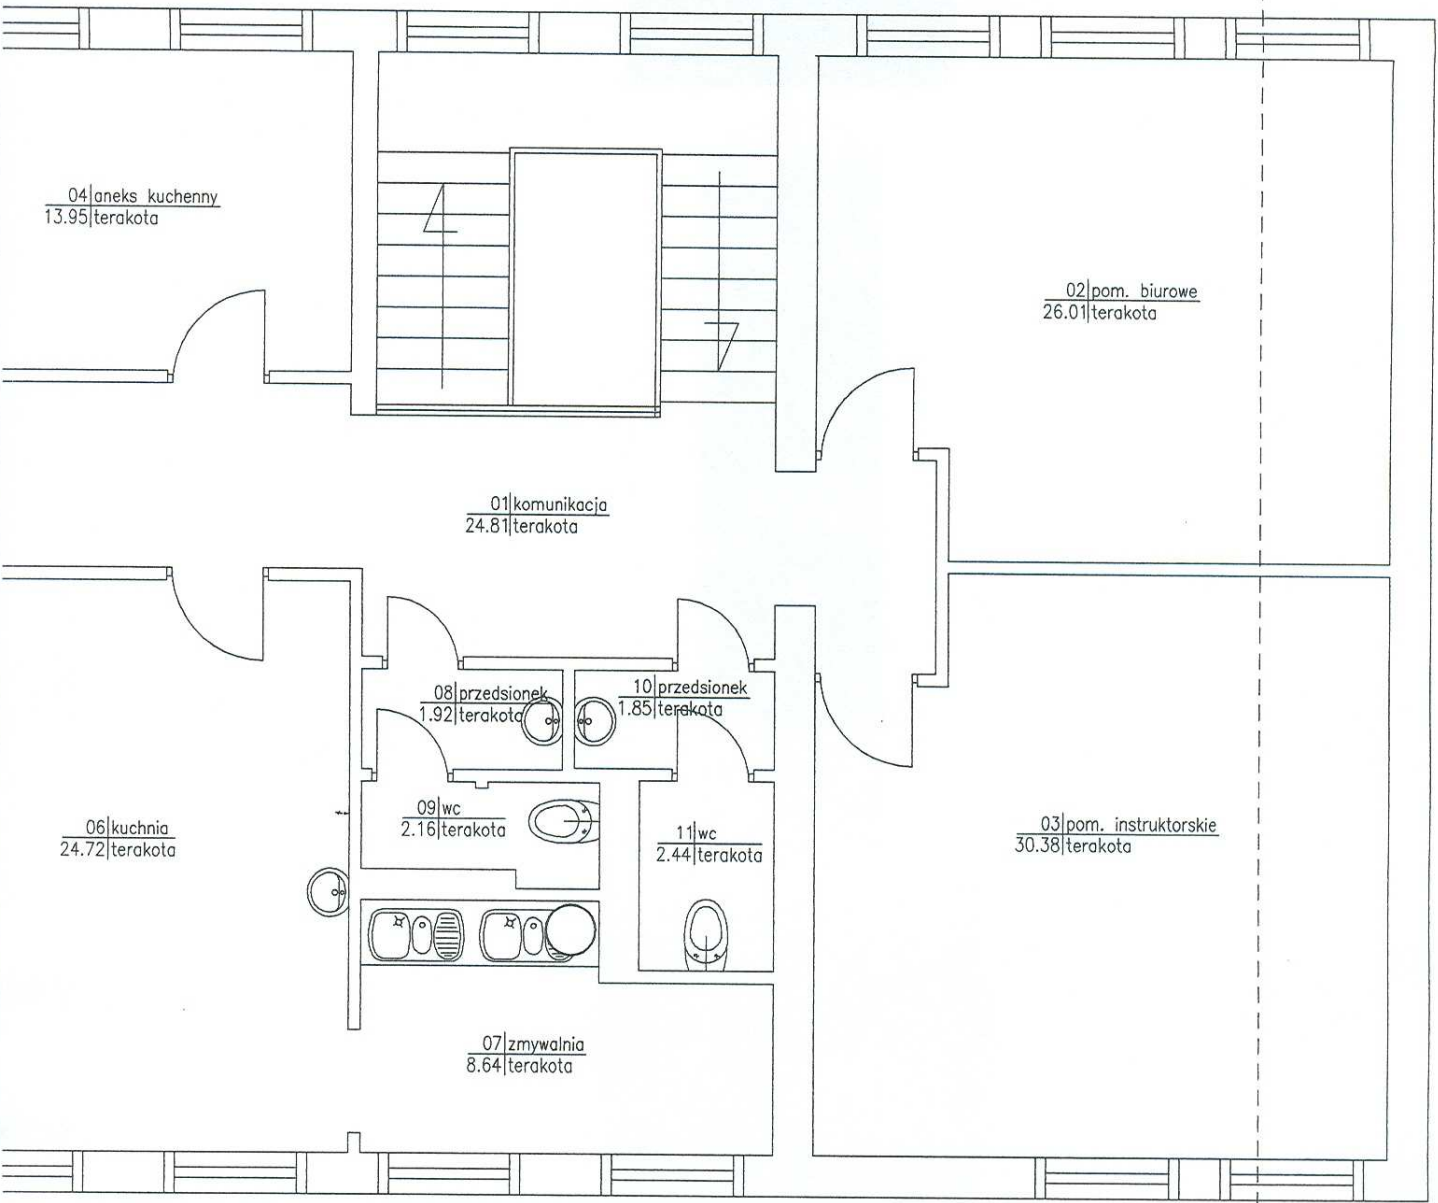 04 aneks kuchenny
13.95 terakota
02 pom. biurowe
26.01 terakota
01 komunikacja
24.81 terakota
08 przedsionek
1.92 terakota
10 przedsionek
1.85 terakota
09 wc
2.16 terakota
06 kuchnia
24.72 terakota
11 wc
2.44 terakota
03 pom. instruktorskie
30.38 terakota
07 zmywalnia
8.64 terakota